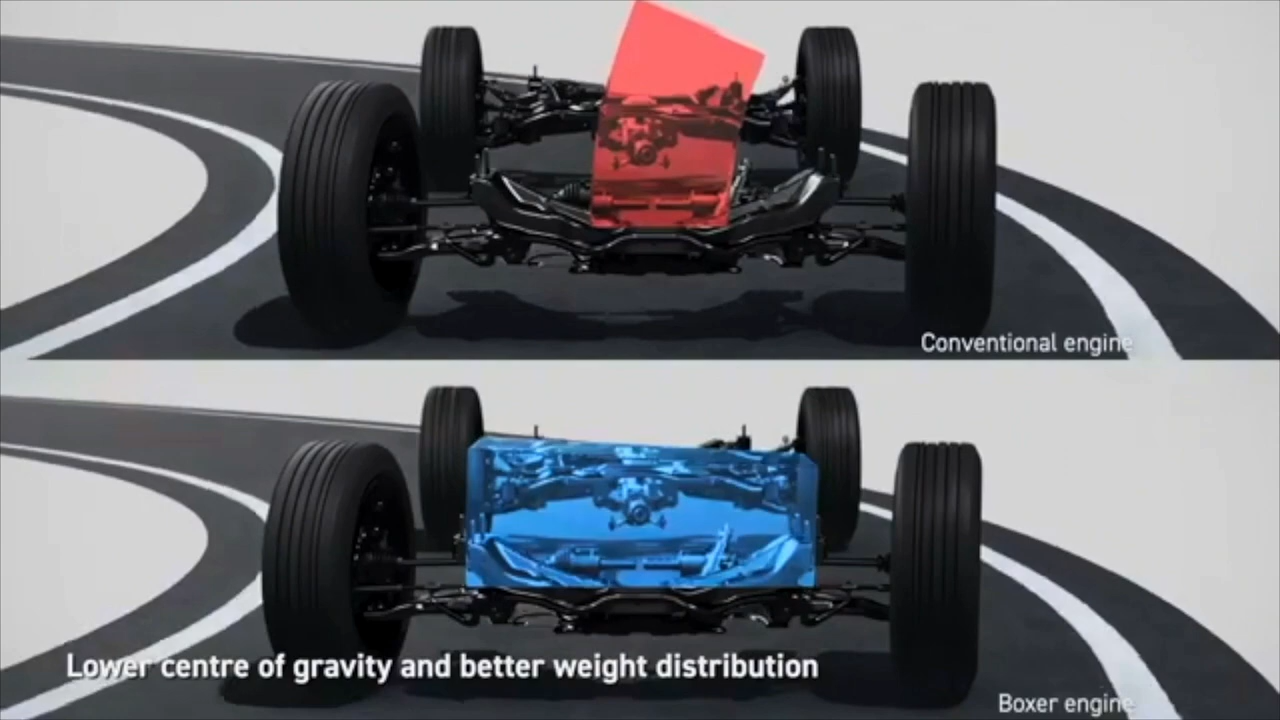 Conventional engine
Lower centre of gravity and better weight distribution
Boxer engine